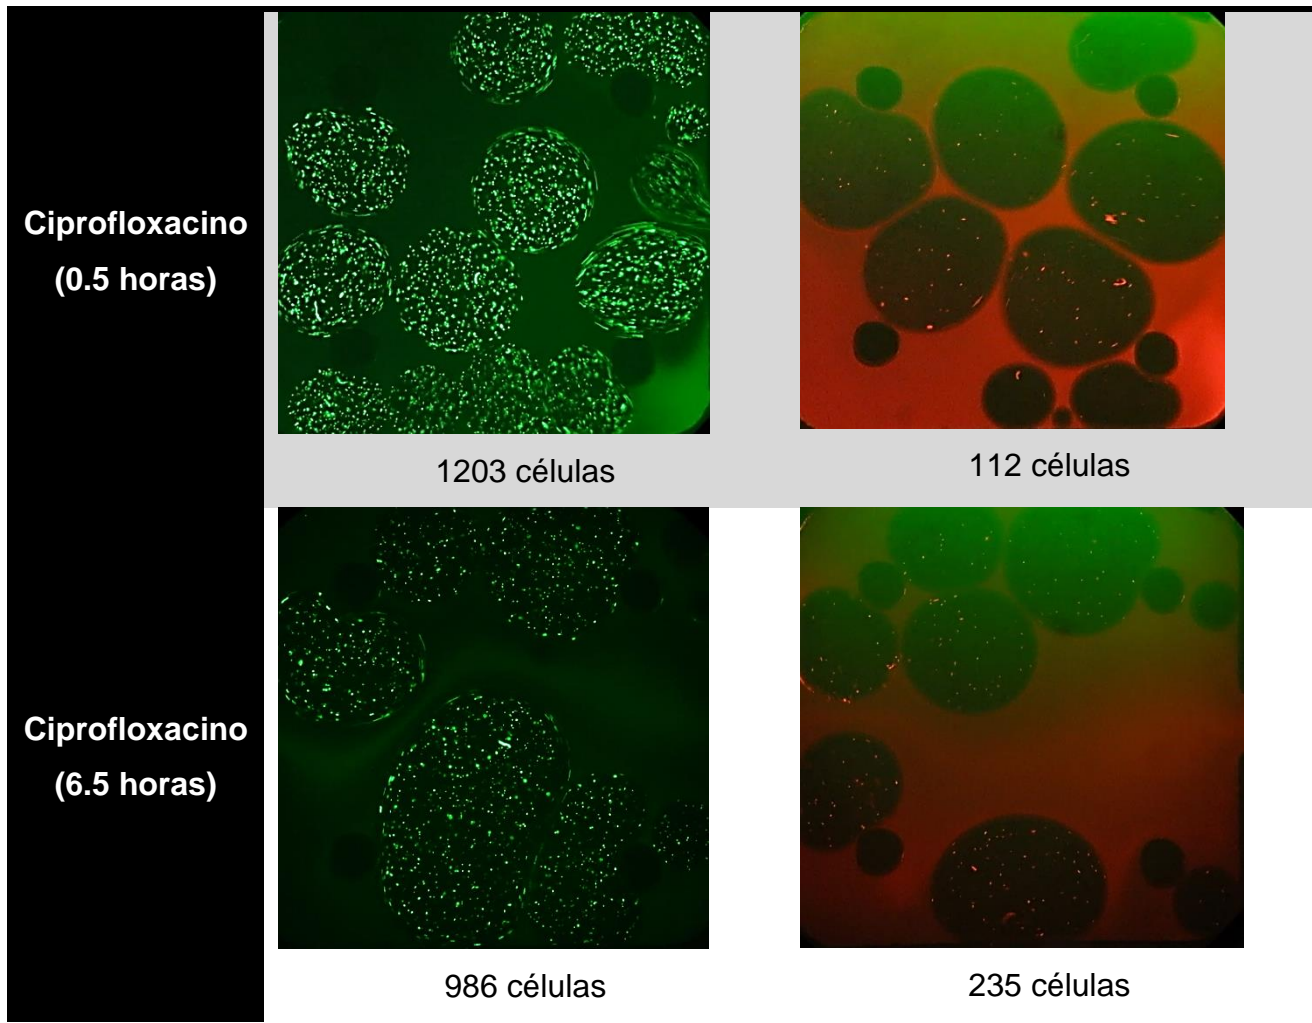 Ciprofloxacino
(0.5 horas)
1203 células
112 células
Ciprofloxacino
(6.5 horas)
986 células
235 células